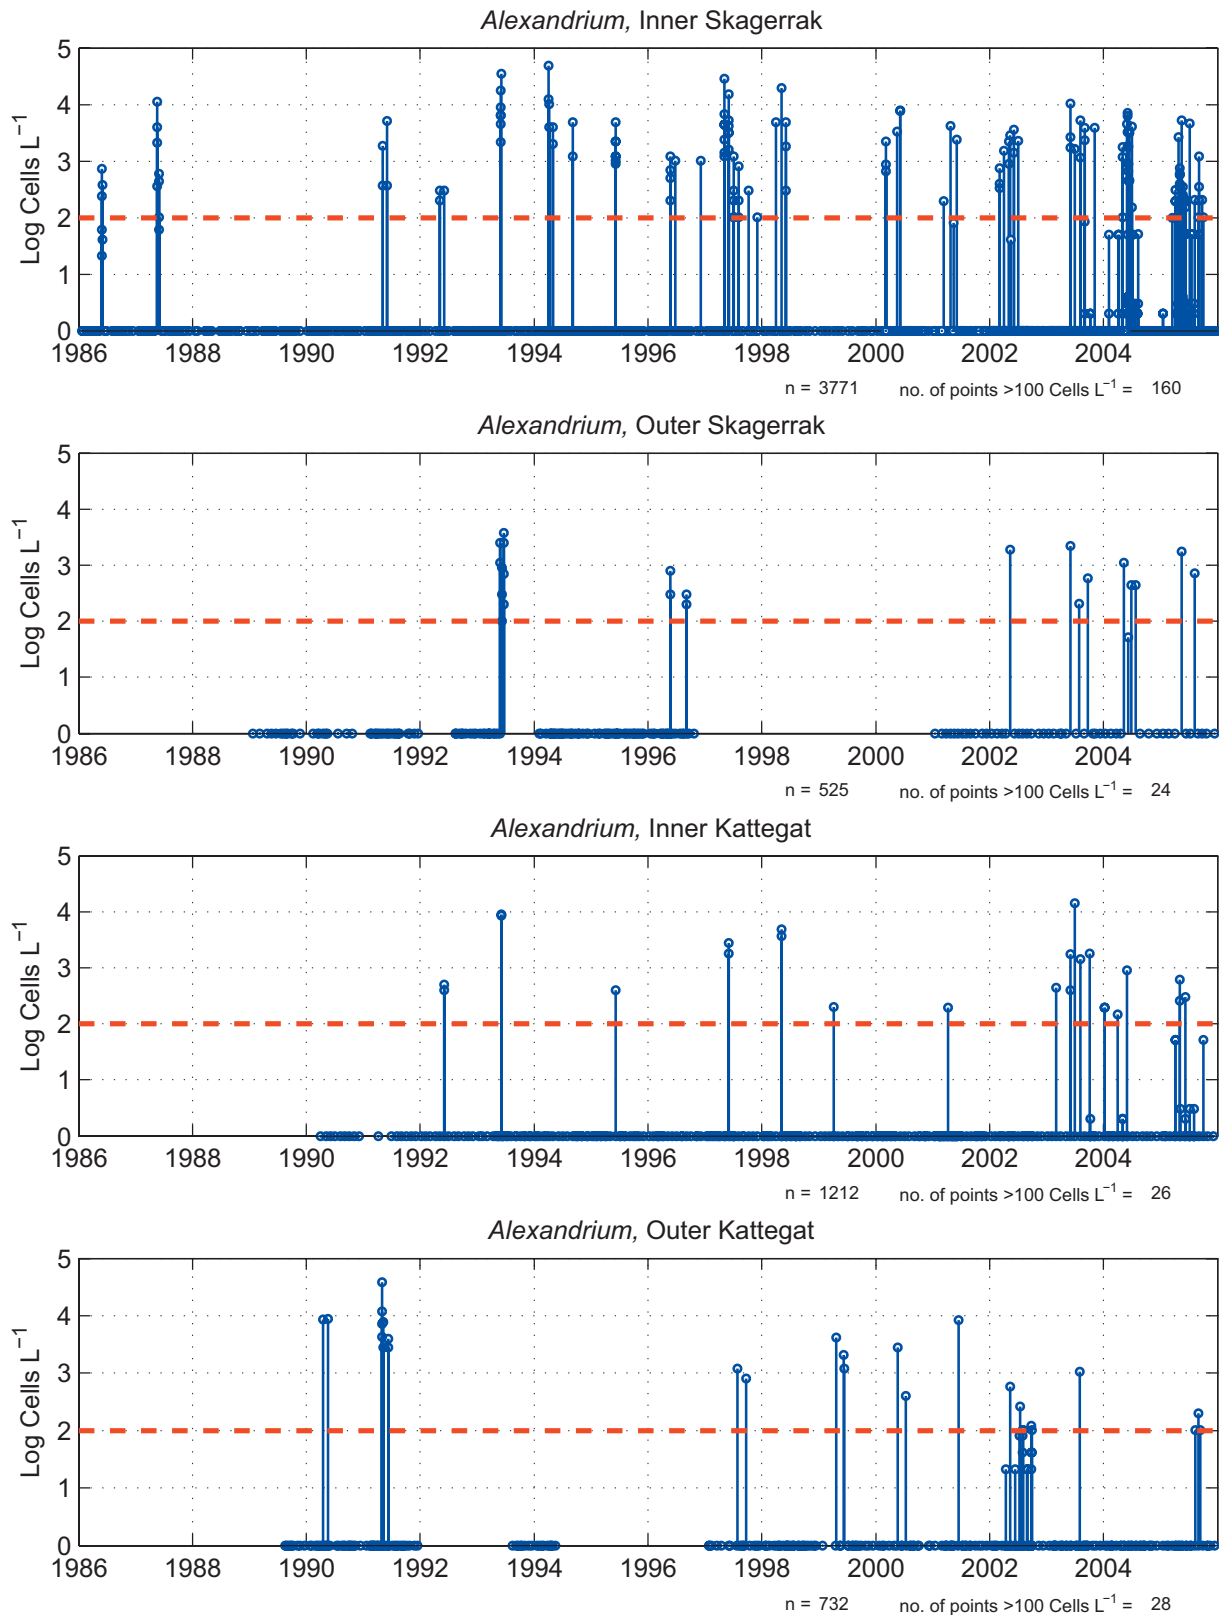 Alexandrium, Inner Skagerrak
5
4
3
2
1
0
Log Cells L⁻¹
1986 1988 1990 1992 1994 1996 1998 2000 2002 2004
n = 3771 no. of points >100 Cells L⁻¹ = 160
Alexandrium, Outer Skagerrak
5
4
3
2
1
0
Log Cells L⁻¹
1986 1988 1990 1992 1994 1996 1998 2000 2002 2004
n = 525 no. of points >100 Cells L⁻¹ = 24
Alexandrium, Inner Kattegat
5
4
3
2
1
0
Log Cells L⁻¹
1986 1988 1990 1992 1994 1996 1998 2000 2002 2004
n = 1212 no. of points >100 Cells L⁻¹ = 26
Alexandrium, Outer Kattegat
5
4
3
2
1
0
Log Cells L⁻¹
1986 1988 1990 1992 1994 1996 1998 2000 2002 2004
n = 732 no. of points >100 Cells L⁻¹ = 28